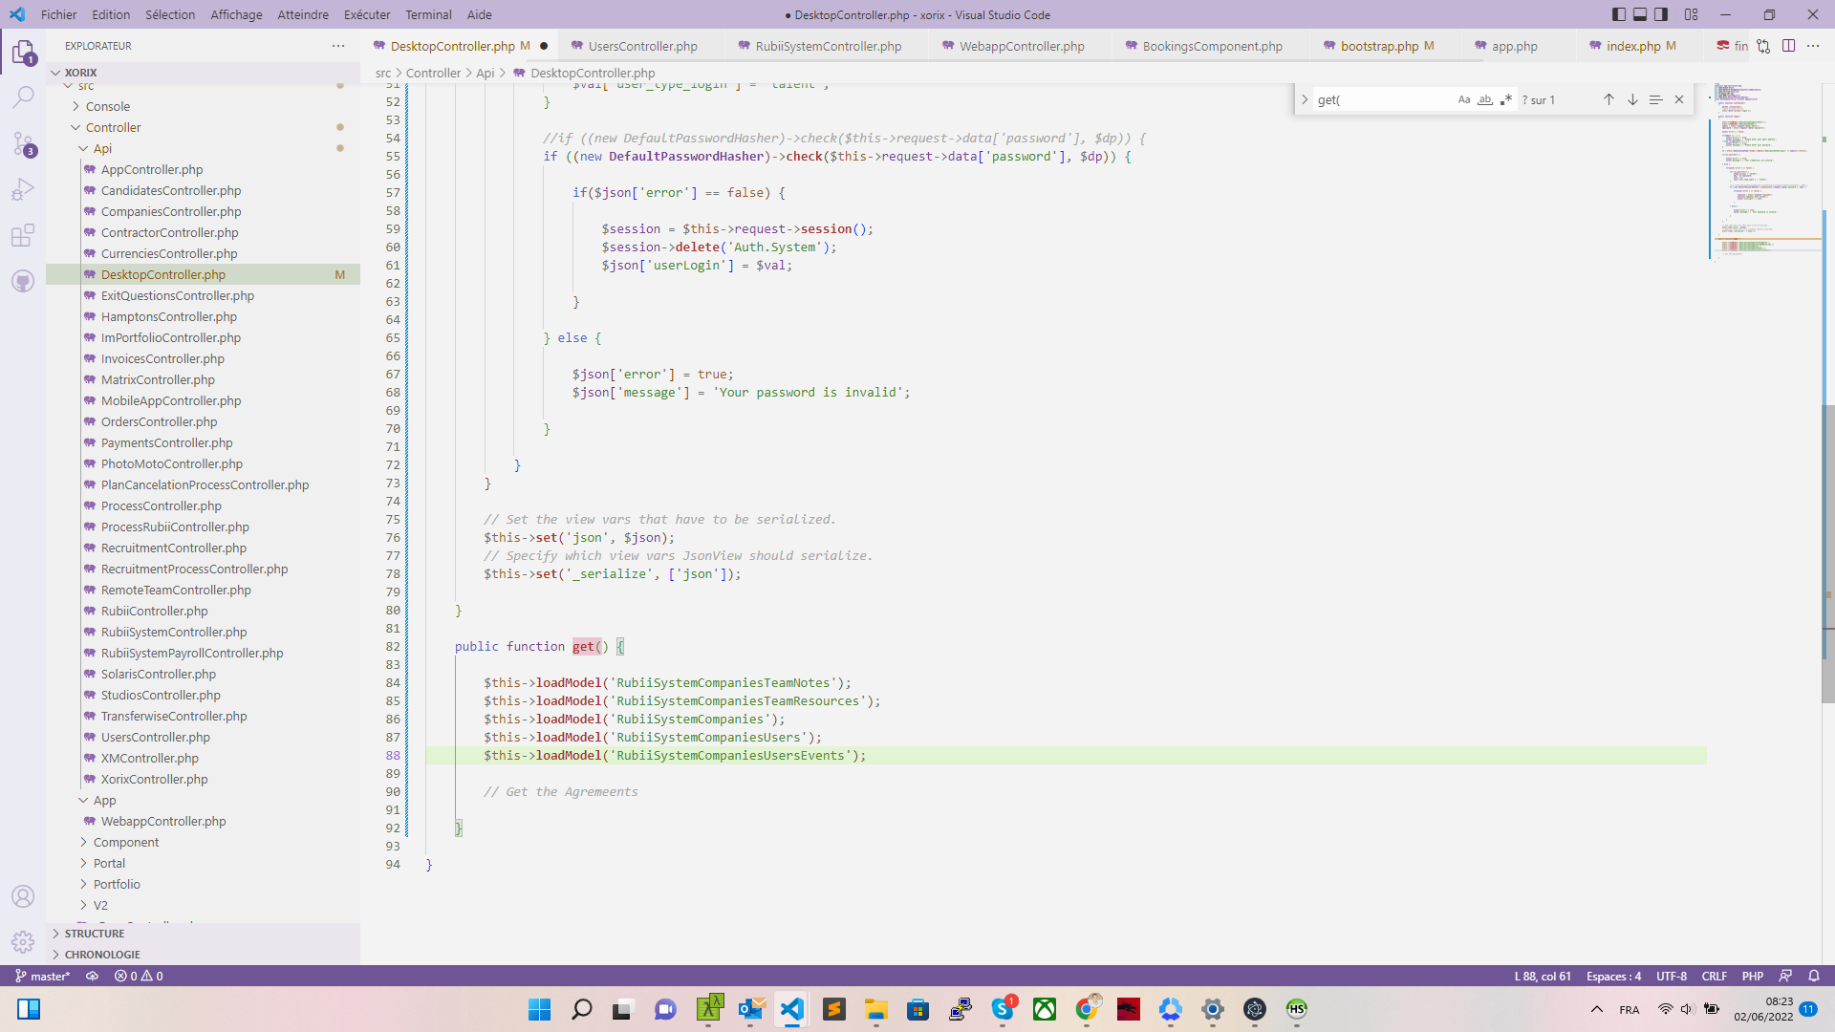 Fichier Edition Sélection Affichage Atteindre Exécuter Terminal Aide
● DesktopController.php - xorix - Visual Studio Code
EXPLORATEUR
DesktopController.php M
UsersController.php
RubiiSystemController.php
WebappController.php
BookingsComponent.php
bootstrap.php M
app.php
index.php M
fin
src > Controller > Api > DesktopController.php
get(
Aa ab ? sur 1
XORIX
src
Console
Controller
Api
AppController.php
CandidatesController.php
CompaniesController.php
ContractorController.php
CurrenciesController.php
DesktopController.php M
ExitQuestionsController.php
HamptonsController.php
ImPortfolioController.php
InvoicesController.php
MatrixController.php
MobileAppController.php
OrdersController.php
PaymentsController.php
PhotoMotoController.php
PlanCancelationProcessController.php
ProcessController.php
ProcessRubiiController.php
RecruitmentController.php
RecruitmentProcessController.php
RemoteTeamController.php
RubiiController.php
RubiiSystemController.php
RubiiSystemPayrollController.php
SolarisController.php
StudiosController.php
TransferwiseController.php
UsersController.php
XMController.php
XorixController.php
App
WebappController.php
Component
Portal
Portfolio
V2
STRUCTURE
CHRONOLOGIE
51 $val['user_type_login'] = 'talent';
52 }
53
54 //if ((new DefaultPasswordHasher)->check($this->request->data['password'], $dp)) {
55 if ((new DefaultPasswordHasher)->check($this->request->data['password'], $dp)) {
56
57 if($json['error'] == false) {
58
59 $session = $this->request->session();
60 $session->delete('Auth.System');
61 $json['userLogin'] = $val;
62
63 }
64
65 } else {
66
67 $json['error'] = true;
68 $json['message'] = 'Your password is invalid';
69
70 }
71
72 }
73 }
74
75 // Set the view vars that have to be serialized.
76 $this->set('json', $json);
77 // Specify which view vars JsonView should serialize.
78 $this->set('_serialize', ['json']);
79
80 }
81
82 public function get() {
83
84 $this->loadModel('RubiiSystemCompaniesTeamNotes');
85 $this->loadModel('RubiiSystemCompaniesTeamResources');
86 $this->loadModel('RubiiSystemCompanies');
87 $this->loadModel('RubiiSystemCompaniesUsers');
88 $this->loadModel('RubiiSystemCompaniesUsersEvents');
89
90 // Get the Agremeents
91
92 }
93
94 }
master* 0 0
L 88, col 61 Espaces : 4 UTF-8 CRLF PHP
FRA
08:23
02/06/2022
11